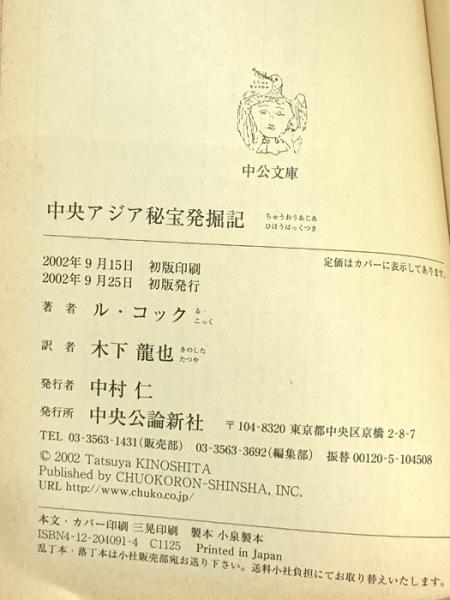 中公文庫
中央アジア秘宝発掘記 ちゅうおうあじあ
ひほうはっくつき
2002年9月15日 初版印刷
2002年9月25日 初版発行
定価はカバーに表示してあります。
著者 ル・コック る・
こっく
訳者 木下龍也 きのした
たつや
発行者 中村仁
発行所 中央公論新社 〒104-8320 東京都中央区京橋2-8-7
TEL 03-3563-1431(販売部) 03-3563-3692(編集部) 振替00120-5-104508
© 2002 Tatsuya KINOSHITA
Published by CHUOKORON-SHINSHA, INC.
URL http://www.chuko.co.jp/
本文・カバー印刷 三晃印刷 製本 小泉製本
ISBN4-12-204091-4 C1125 Printed in Japan
乱丁本・落丁本は小社販売部宛お送り下さい。送料小社負担にてお取り替えいたします。